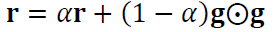 𝐫 = 𝛼𝐫 + (1 − 𝛼)𝐠⨀𝐠